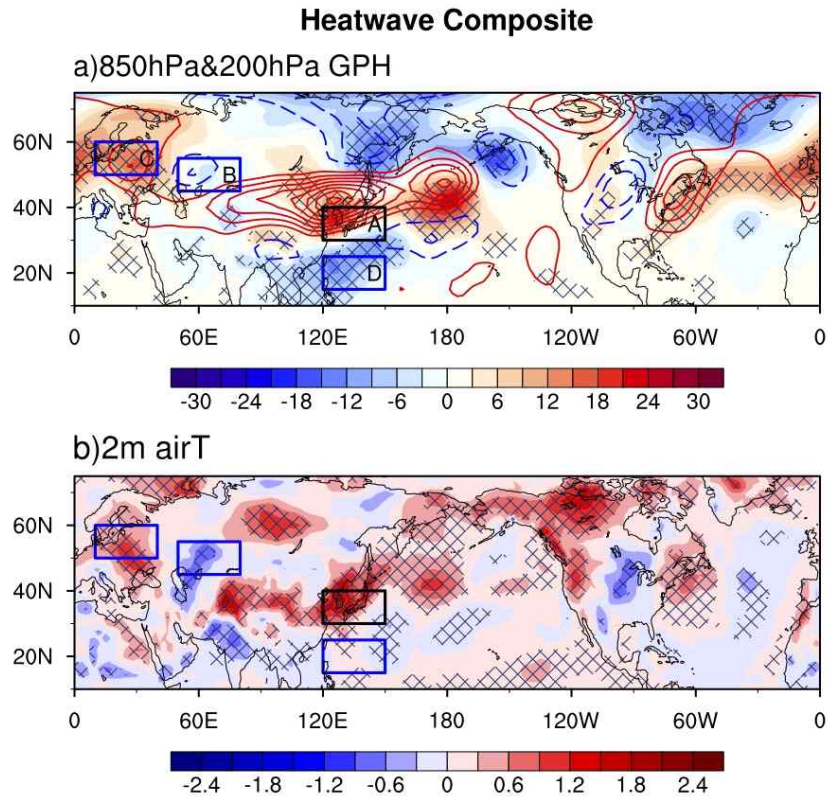 Heatwave Composite
a)850hPa&200hPa GPH
60N
40N
20N
C
B
A
D
0 60E 120E 180 120W 60W 0
-30 -24 -18 -12 -6 0 6 12 18 24 30
b)2m airT
60N
40N
20N
0 60E 120E 180 120W 60W 0
-2.4 -1.8 -1.2 -0.6 0 0.6 1.2 1.8 2.4